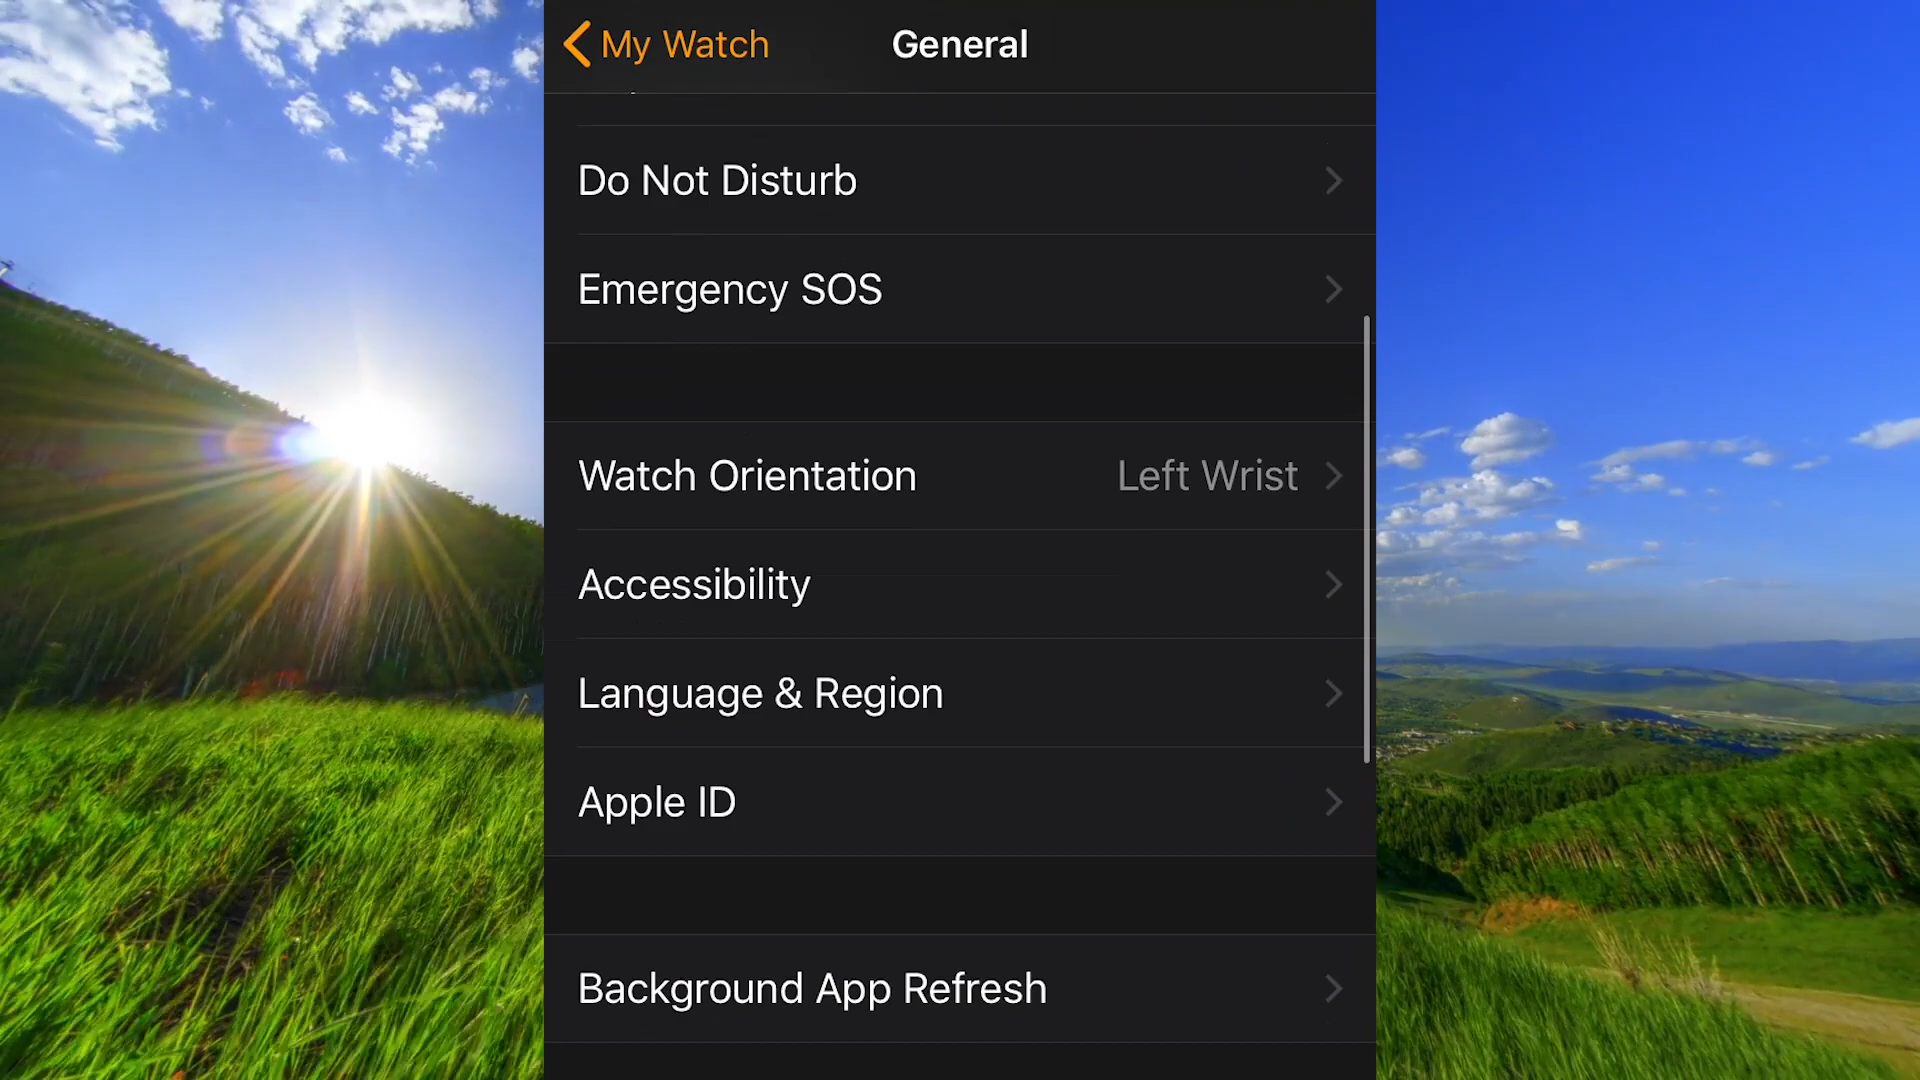 My Watch
General
Do Not Disturb
Emergency SOS
Watch Orientation Left Wrist
Accessibility
Language & Region
Apple ID
Background App Refresh